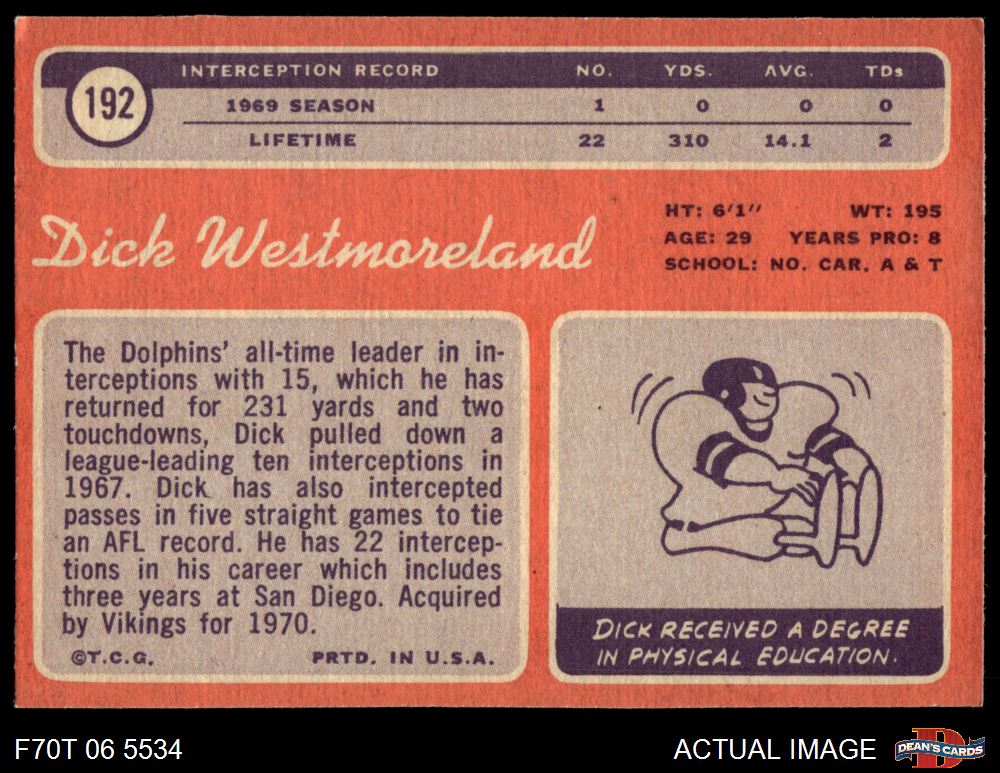 192
INTERCEPTION RECORD NO. YDS. AVG. TDs
1969 SEASON 1 0 0 0
LIFETIME 22 310 14.1 2
Dick Westmoreland
HT: 6'1" WT: 195
AGE: 29 YEARS PRO: 8
SCHOOL: NO. CAR. A & T
The Dolphins' all-time leader in in-
terceptions with 15, which he has
returned for 231 yards and two
touchdowns, Dick pulled down a
league-leading ten interceptions in
1967. Dick has also intercepted
passes in five straight games to tie
an AFL record. He has 22 intercep-
tions in his career which includes
three years at San Diego. Acquired
by Vikings for 1970.
©T.C.G. PRTD. IN U.S.A.
DICK RECEIVED A DEGREE
IN PHYSICAL EDUCATION.
F70T 06 5534 ACTUAL IMAGE
D
DEAN'S CARDS